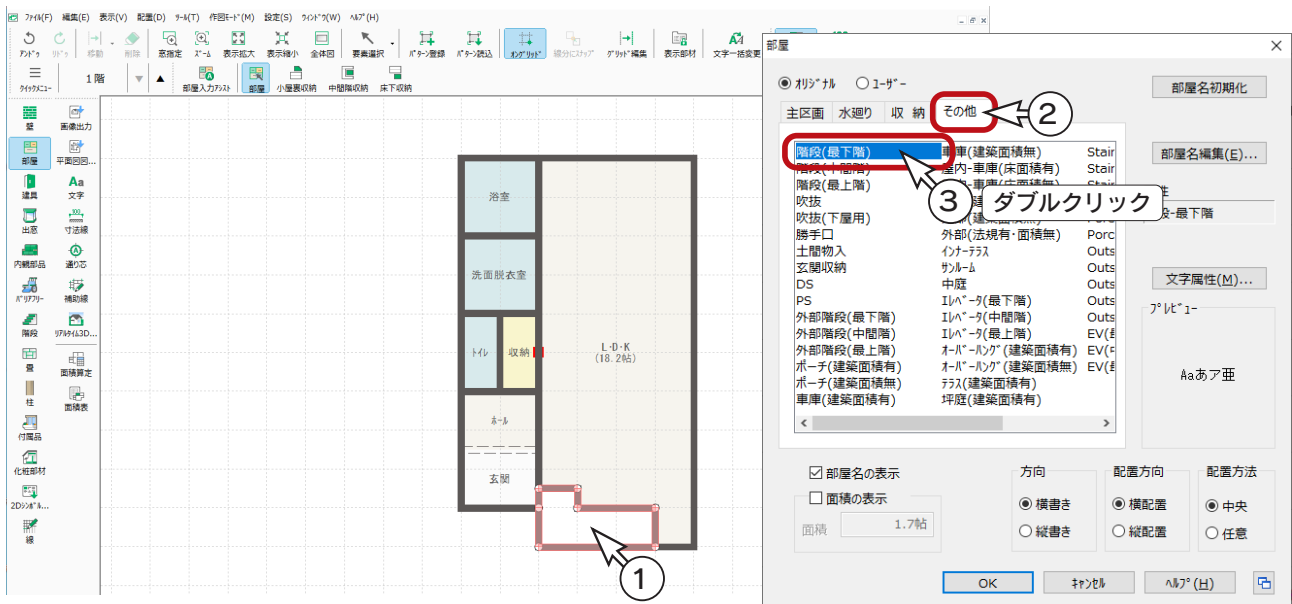 ﾌｧｲﾙ(F) 編集(E) 表示(V) 配置(D) ﾂｰﾙ(T) 作図ﾓｰﾄﾞ(M) 設定(S) ｳｨﾝﾄﾞｳ(W) ﾍﾙﾌﾟ(H)
ｱﾝﾄﾞｩ ﾘﾄﾞｩ 移動 削除 窓指定 ｽﾞｰﾑ 表示拡大 表示縮小 全体図 要素選択 ﾊﾟﾀｰﾝ登録 ﾊﾟﾀｰﾝ読込 ｵﾝｸﾞﾘｯﾄﾞ 線分にｽﾅｯﾌﾟ ｸﾞﾘｯﾄﾞ編集 表示部材 文字一括変更
ｸｲｯｸﾒﾆｭｰ 1 階 部屋入力ｱｼｽﾄ 部屋 小屋裏収納 中間階収納 床下収納
壁 画像出力
部屋 平面図図...
建具 文字
出窓 寸法線
内観部品 通り芯
ﾊﾞﾘｱﾌﾘｰ 補助線
階段 ﾘｱﾙﾀｲﾑ3D...
畳 面積算定
柱 面積表
付属品
化粧部材
2Dｼﾝﾎﾞﾙ...
線
浴室
洗面脱衣室
ﾄｲﾚ 収納
L･D･K
(18.2帖)
ﾎｰﾙ
玄関
1
部屋
ｵﾘｼﾞﾅﾙ ﾕｰｻﾞｰ
部屋名初期化
主区画 水廻り 収 納 その他
2
階段(最下階) 車庫(建築面積無) Stair
部屋名編集(E)...
階段(中間階) 屋内-車庫(床面積有) Stair
階段(最上階)
吹抜
3 ダブルクリック
性
段-最下階
吹抜(下屋用)
勝手口 外部(法規有･面積無) Porc
土間物入 ｲﾝﾅｰﾃﾗｽ Outs
玄関収納 ｻﾝﾙｰﾑ Outs
DS 中庭 Outs
文字属性(M)...
PS ｴﾚﾍﾞｰﾀ(最下階) Outs
外部階段(最下階) ｴﾚﾍﾞｰﾀ(中間階) Outs
外部階段(中間階) ｴﾚﾍﾞｰﾀ(最上階)
外部階段(最上階) ｵｰﾊﾞｰﾊﾝｸﾞ(建築面積有)
ポーチ(建築面積有) ｵｰﾊﾞｰﾊﾝｸﾞ(建築面積無)
ポーチ(建築面積無) ﾃﾗｽ(建築面積有)
車庫(建築面積有) 坪庭(建築面積有)
ﾌﾟﾚﾋﾞｭｰ
Aaあア亜
部屋名の表示
面積の表示
面積 1.7帖
方向
横書き
縦書き
配置方向
横配置
縦配置
配置方法
中央
任意
OK ｷｬﾝｾﾙ ﾍﾙﾌﾟ(H)